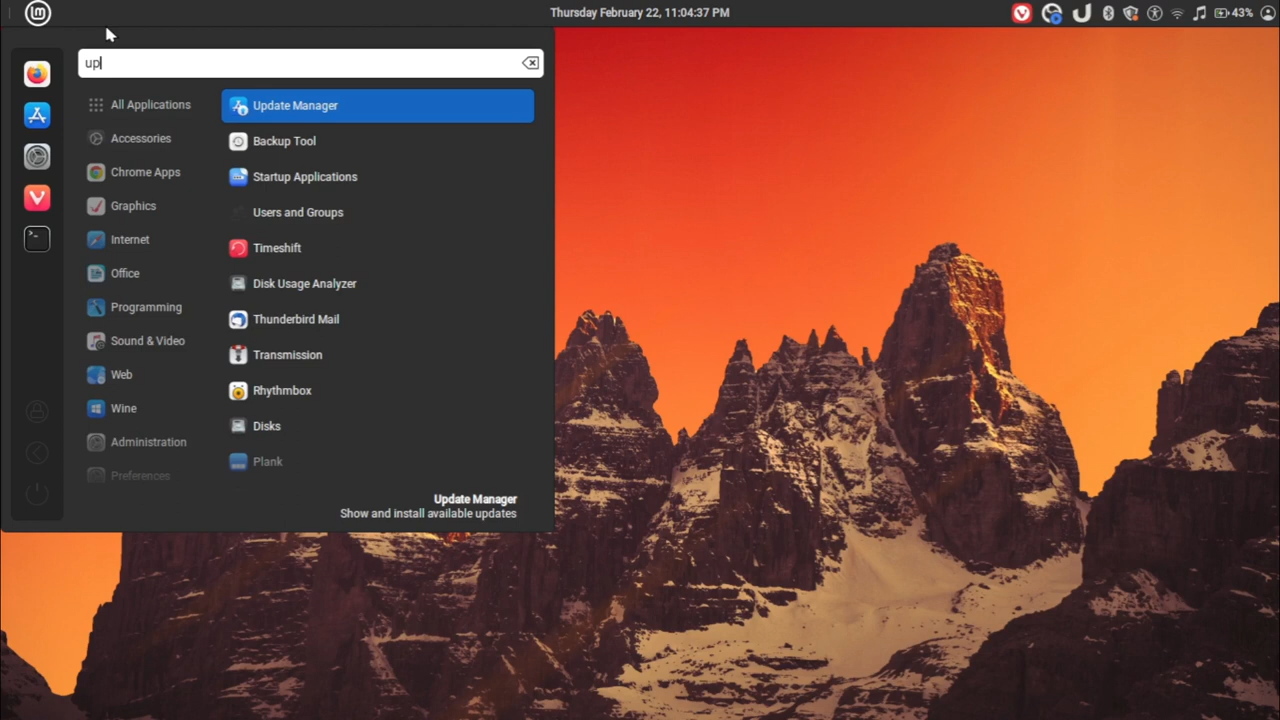 Thursday February 22, 11:04:37 PM
43%
up
All Applications
Accessories
Chrome Apps
Graphics
Internet
Office
Programming
Sound & Video
Web
Wine
Administration
Preferences
Update Manager
Backup Tool
Startup Applications
Users and Groups
Timeshift
Disk Usage Analyzer
Thunderbird Mail
Transmission
Rhythmbox
Disks
Plank
Update Manager
Show and install available updates